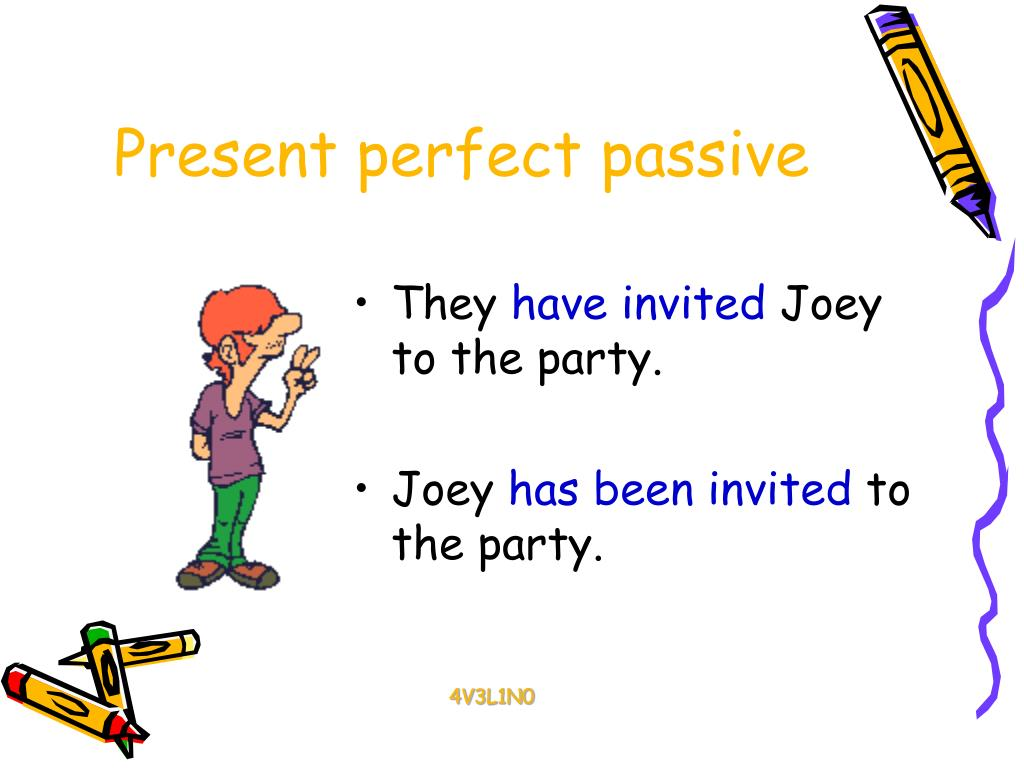 Present perfect passive
• They have invited Joey
to the party.
• Joey has been invited to
the party.
4V3L1N0